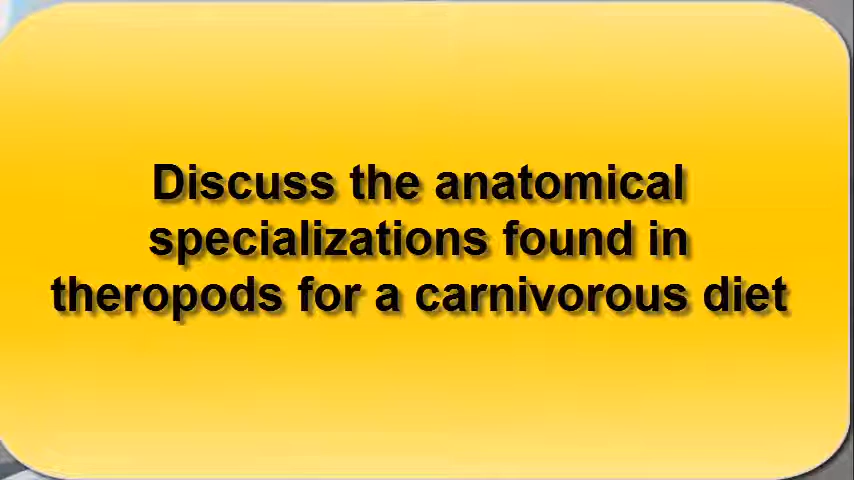 Discuss the anatomical
specializations found in
theropods for a carnivorous diet